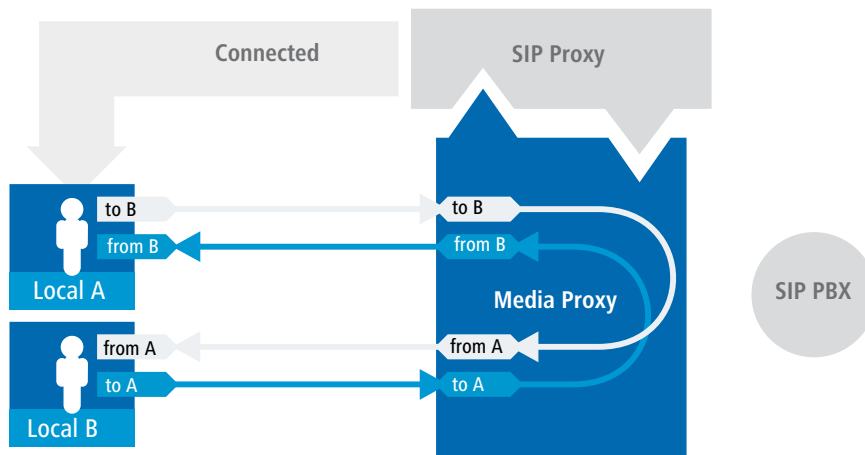 Connected
SIP Proxy
to B
to B
from B
from B
Local A
Media Proxy
SIP PBX
from A
from A
to A
to A
Local B